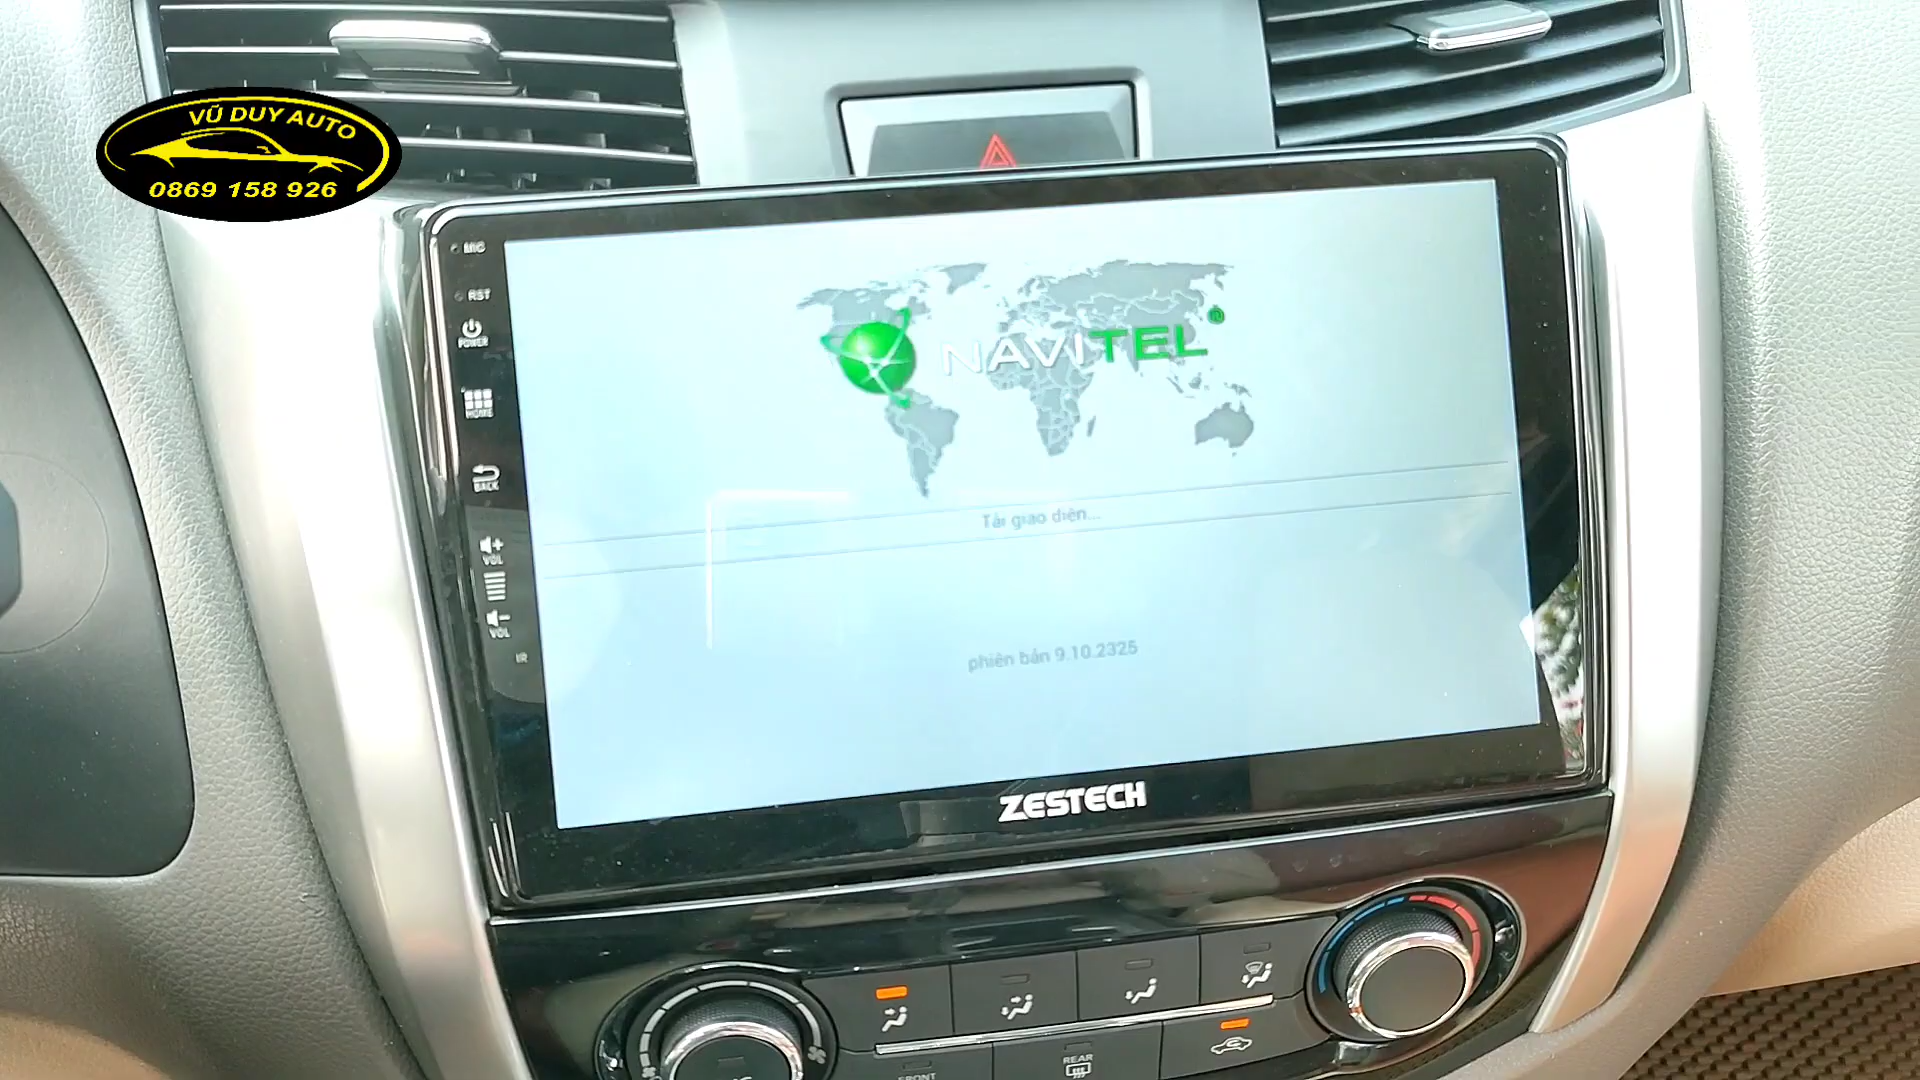 VŨ DUY AUTO
0869 158 926
MIC
RST
POWER
HOME
BACK
VOL
VOL
IR
NAVITEL®
Tải giao diện...
phiên bản 9.10.2325
ZESTECH
FRONT
REAR